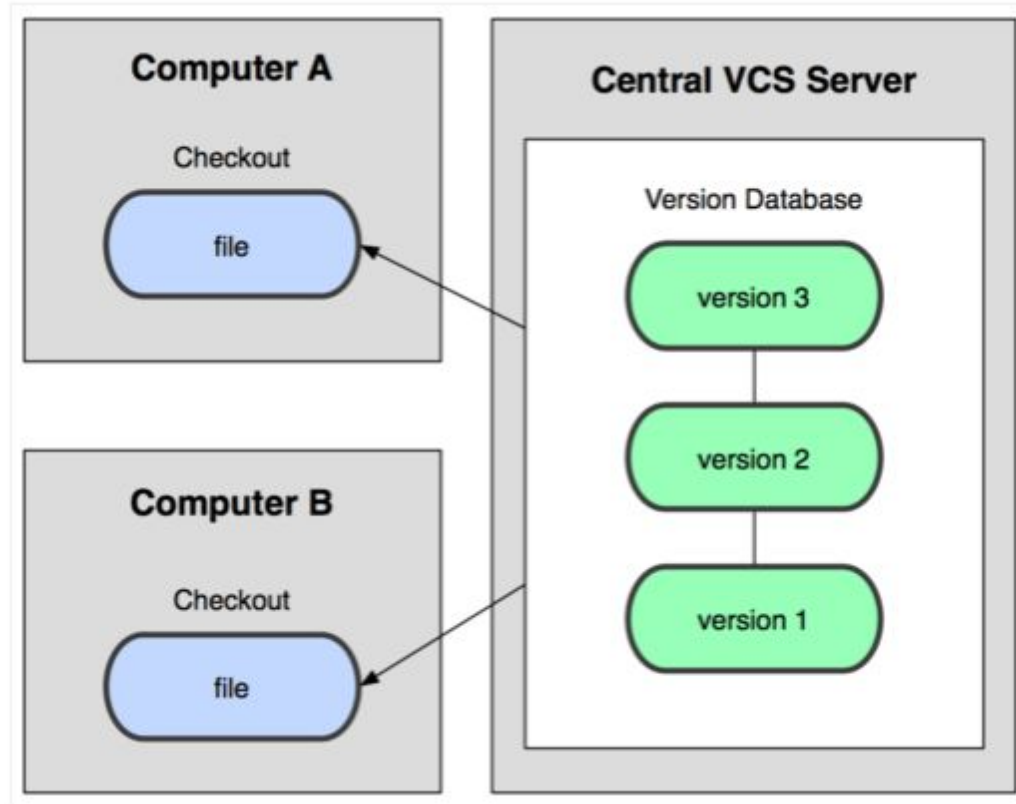 Computer A
Checkout
file
Computer B
Checkout
file
Central VCS Server
Version Database
version 3
version 2
version 1